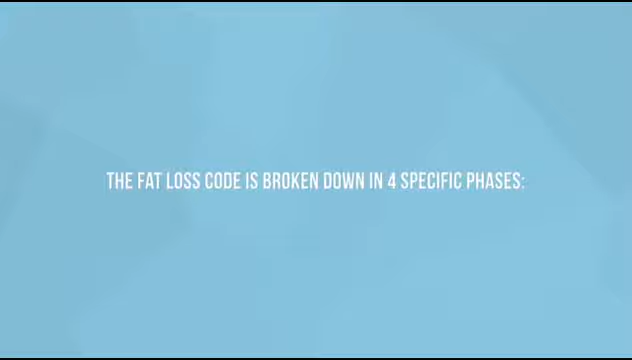 THE FAT LOSS CODE IS BROKEN DOWN IN 4 SPECIFIC PHASES: